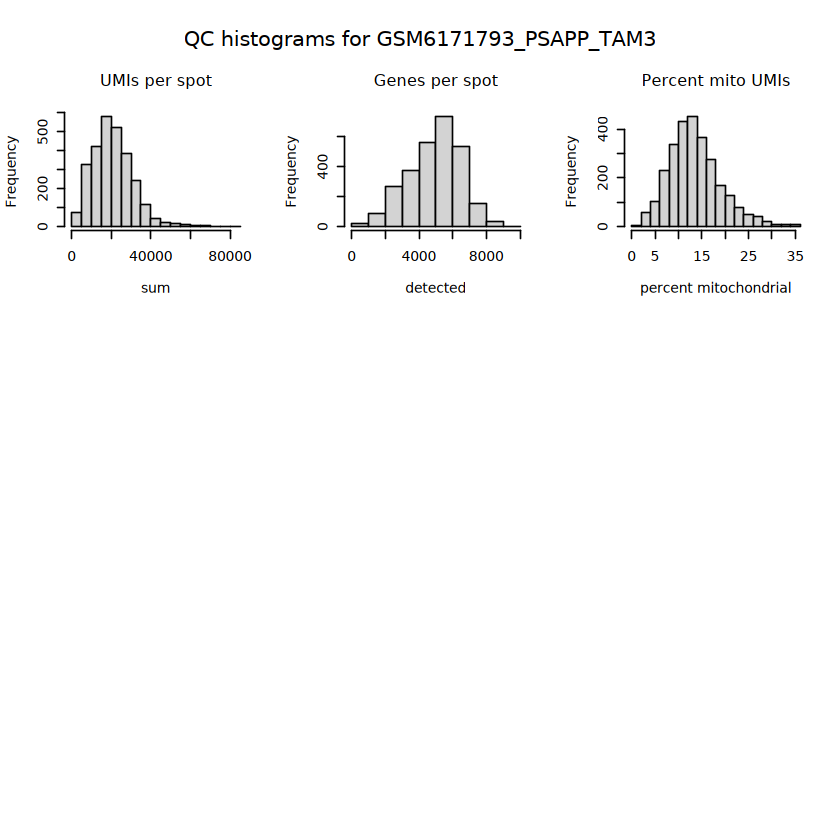 QC histograms for GSM6171793_PSAPP_TAM3
UMIs per spot
Frequency
0 200 500
0 40000 80000
sum
Genes per spot
Frequency
0 400
0 4000 8000
detected
Percent mito UMIs
Frequency
0 200 400
0 5 15 25 35
percent mitochondrial